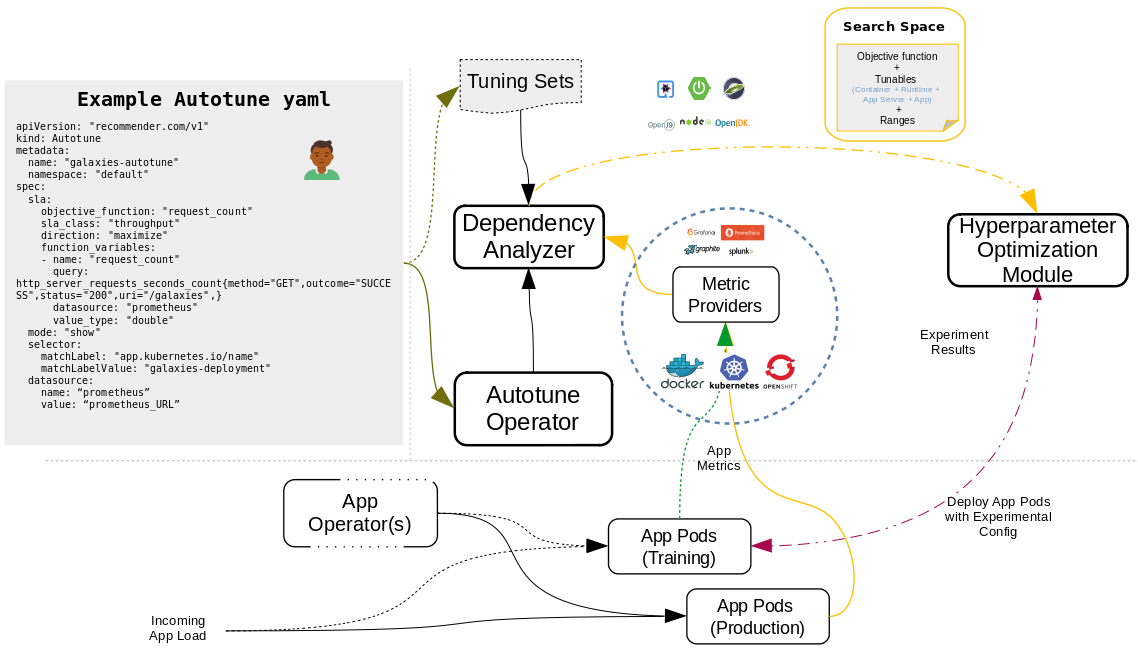 Example Autotune yaml
apiVersion: "recommender.com/v1"
kind: Autotune
metadata:
name: "galaxies-autotune"
namespace: "default"
spec:
sla:
objective_function: "request_count"
sla_class: "throughput"
direction: "maximize"
function_variables:
- name: "request_count"
query:
http_server_requests_seconds_count{method="GET",outcome="SUCCE
SS",status="200",uri="/galaxies",}
datasource: "prometheus"
value_type: "double"
mode: "show"
selector:
matchLabel: "app.kubernetes.io/name"
matchLabelValue: "galaxies-deployment"
datasource:
name: “prometheus”
value: “prometheus_URL”
Tuning Sets
OpenJ9
node
OpenJDK
Search Space
Objective function
+
Tunables
(Container + Runtime +
App Server + App)
+
Ranges
Dependency
Analyzer
Hyperparameter
Optimization
Module
Grafana
Prometheus
graphite
splunk>
Metric
Providers
docker
kubernetes
OPENSHIFT
Autotune
Operator
Experiment
Results
App
Metrics
App
Operator(s)
Deploy App Pods
with Experimental
Config
App Pods
(Training)
App Pods
(Production)
Incoming
App Load